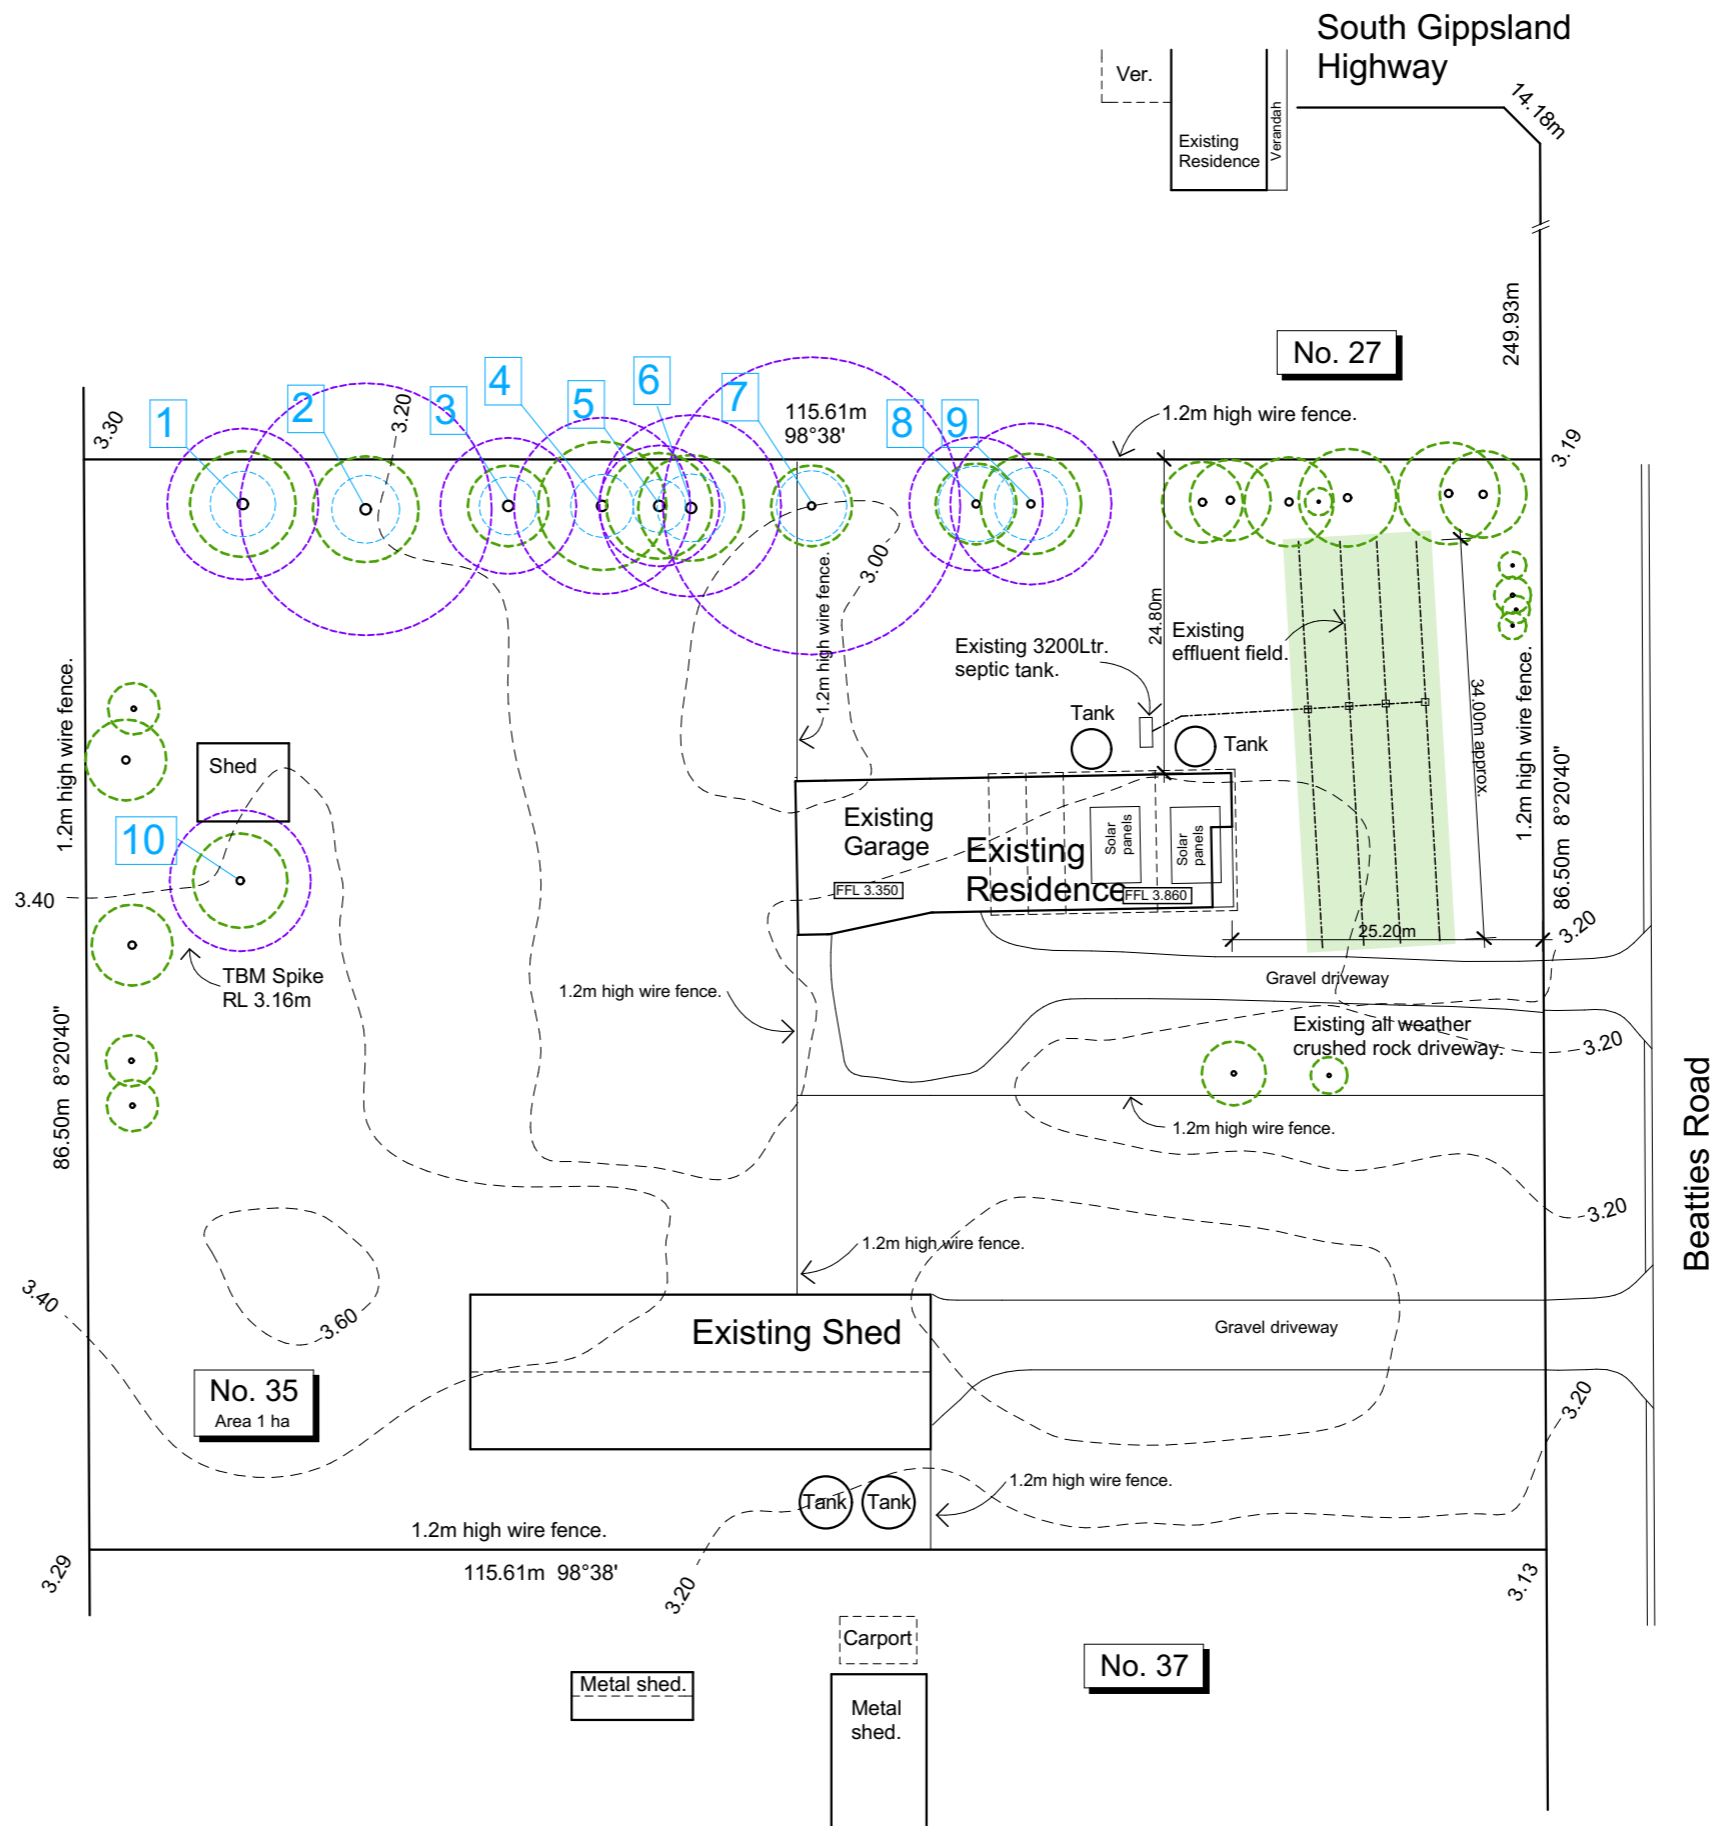 South Gippsland
Highway
14.18m
Ver.
Existing
Residence
Verandah
249.93m
No. 27
1
2
3
4
5
6
7
8
9
3.30
3.20
115.61m
98°38'
1.2m high wire fence.
3.19
3.00
1.2m high wire fence.
24.80m
Existing
effluent field.
Existing 3200Ltr.
septic tank.
Tank
Tank
34.00m approx.
1.2m high wire fence.
86.50m 8°20'40"
1.2m high wire fence.
Shed
10
3.40
TBM Spike
RL 3.16m
86.50m 8°20'40"
Existing
Garage
Existing
Residence
Solar
panels
Solar
panels
FFL 3.350
FFL 3.860
25.20m
3.20
Gravel driveway
1.2m high wire fence.
Existing all weather
crushed rock driveway.
3.20
1.2m high wire fence.
Beatties Road
3.20
1.2m high wire fence.
3.40
3.60
Existing Shed
Gravel driveway
No. 35
Area 1 ha
3.20
Tank
Tank
1.2m high wire fence.
1.2m high wire fence.
3.29
115.61m 98°38'
3.20
3.13
Carport
No. 37
Metal shed.
Metal
shed.